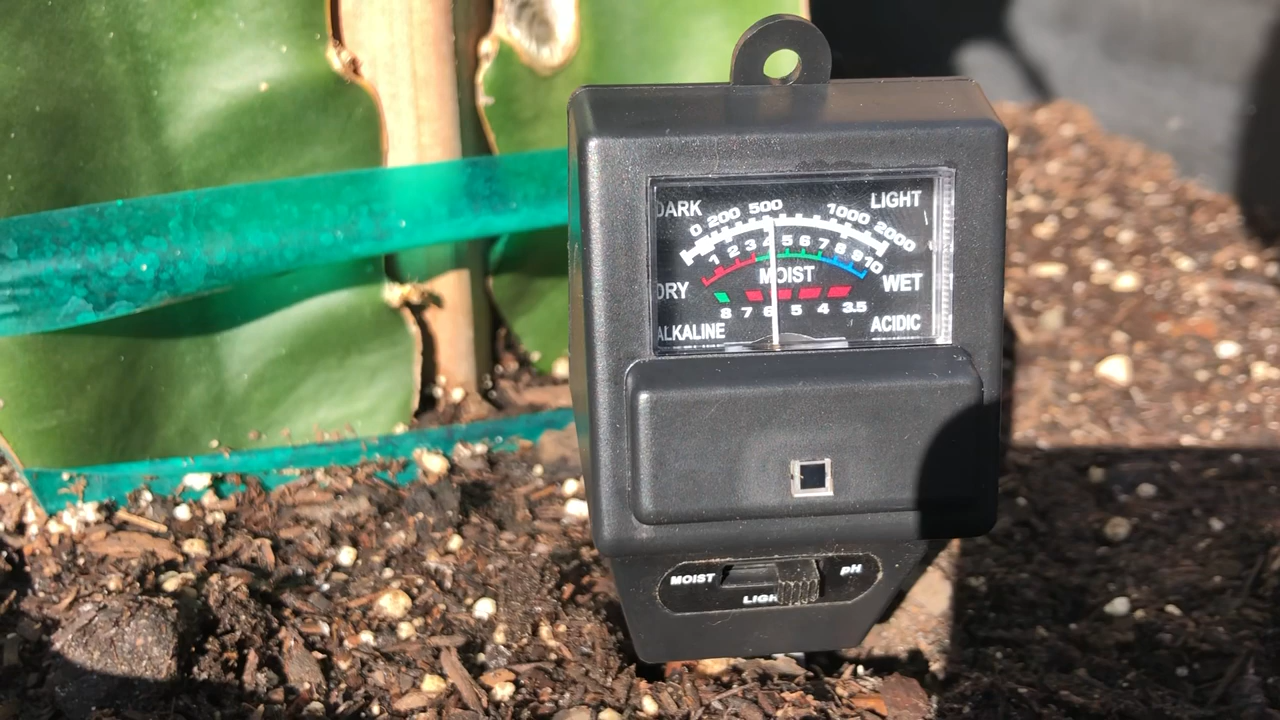 DARK LIGHT
0 200 500 1000 2000
1 2 3 4 5 6 7 8 9 10
MOIST
DRY WET
8 7 6 5 4 3.5
ALKALINE ACIDIC
MOIST pH
LIGH